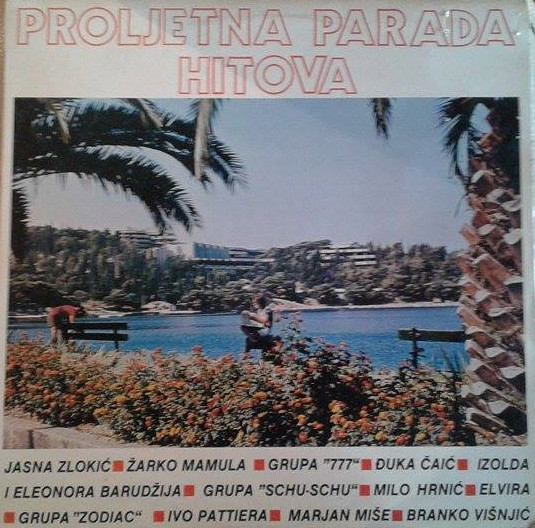 PROLJETNA PARADA
HITOVA
JASNA ZLOKIĆ ■ ŽARKO MAMULA ■ GRUPA "777" ■ ĐUKA ČAIĆ ■ IZOLDA
I ELEONORA BARUDŽIJA ■ GRUPA "SCHU-SCHU" ■ MILO HRNIĆ ■ ELVIRA
■ GRUPA "ZODIAC" ■ IVO PATTIERA ■ MARJAN MIŠE ■ BRANKO VIŠNJIĆ